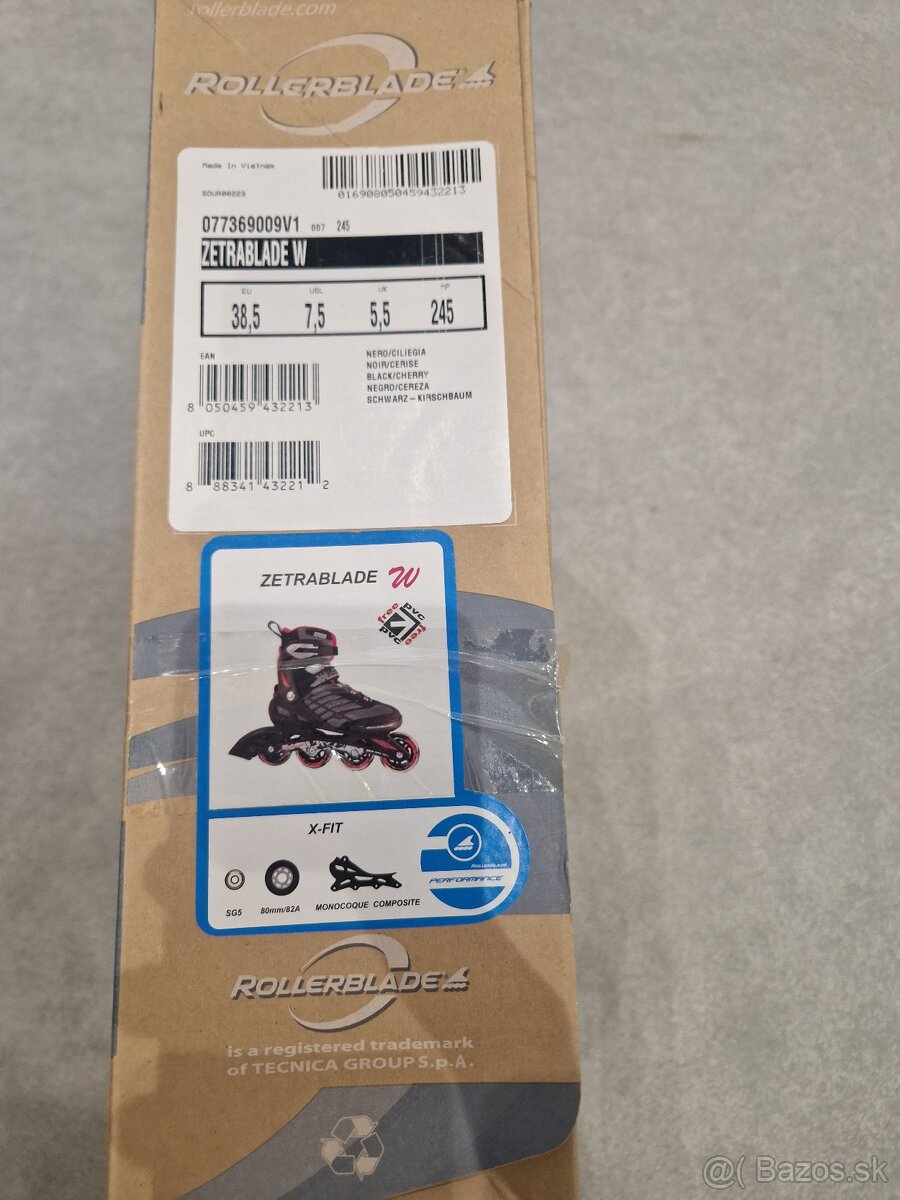 rollerblade.com
ROLLERBLADE
Made In Vietnam
SOUR00223
016908050459432213
077369009V1 007 245
ZETRABLADE W
EU USL UK MP
38,5 7,5 5,5 245
EAN
8 050459 432213
NERO/CILIEGIA
NOIR/CERISE
BLACK/CHERRY
NEGRO/CEREZA
SCHWARZ-KIRSCHBAUM
UPC
8 88341 43221 2
ZETRABLADE W
free PVC
PVC free
X-FIT
ROLLERBLADE
PERFORMANCE
SG5 80mm/82A MONOCOQUE COMPOSITE
ROLLERBLADE
is a registered trademark
of TECNICA GROUP S.p.A.
@( Bazos.sk